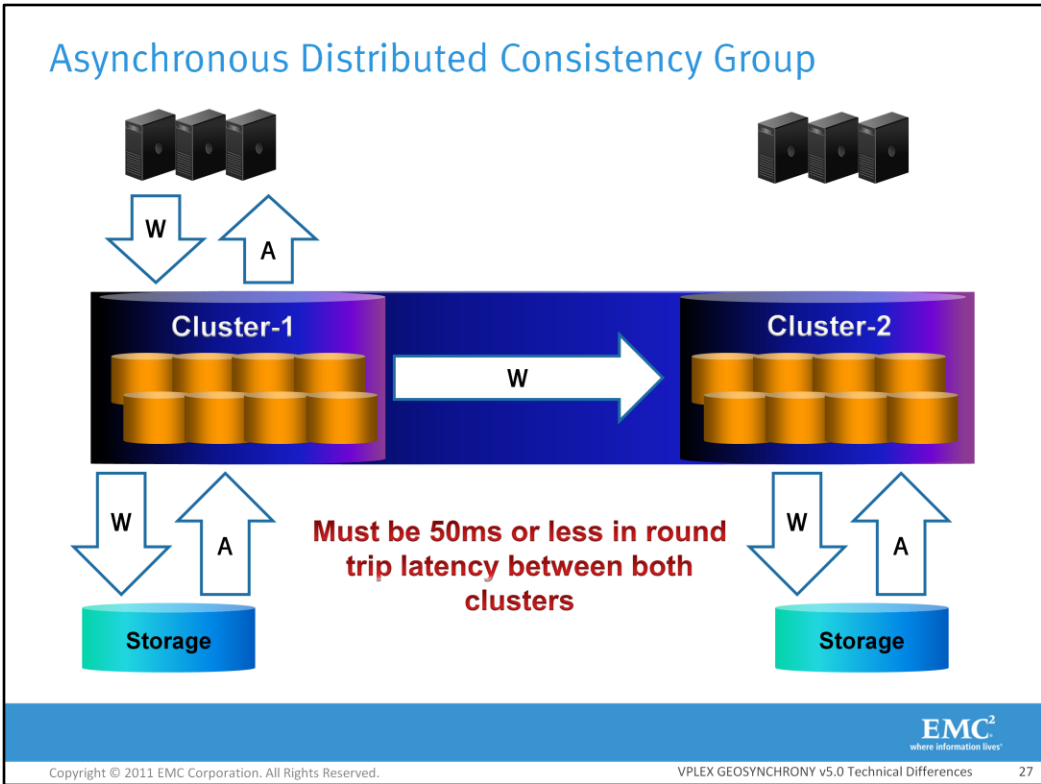 Asynchronous Distributed Consistency Group
W
A
Cluster-1
Cluster-2
W
W
A
Must be 50ms or less in round
trip latency between both
clusters
W
A
Storage
Storage
EMC²
where information lives®
Copyright © 2011 EMC Corporation. All Rights Reserved.
VPLEX GEOSYNCHRONY v5.0 Technical Differences
27